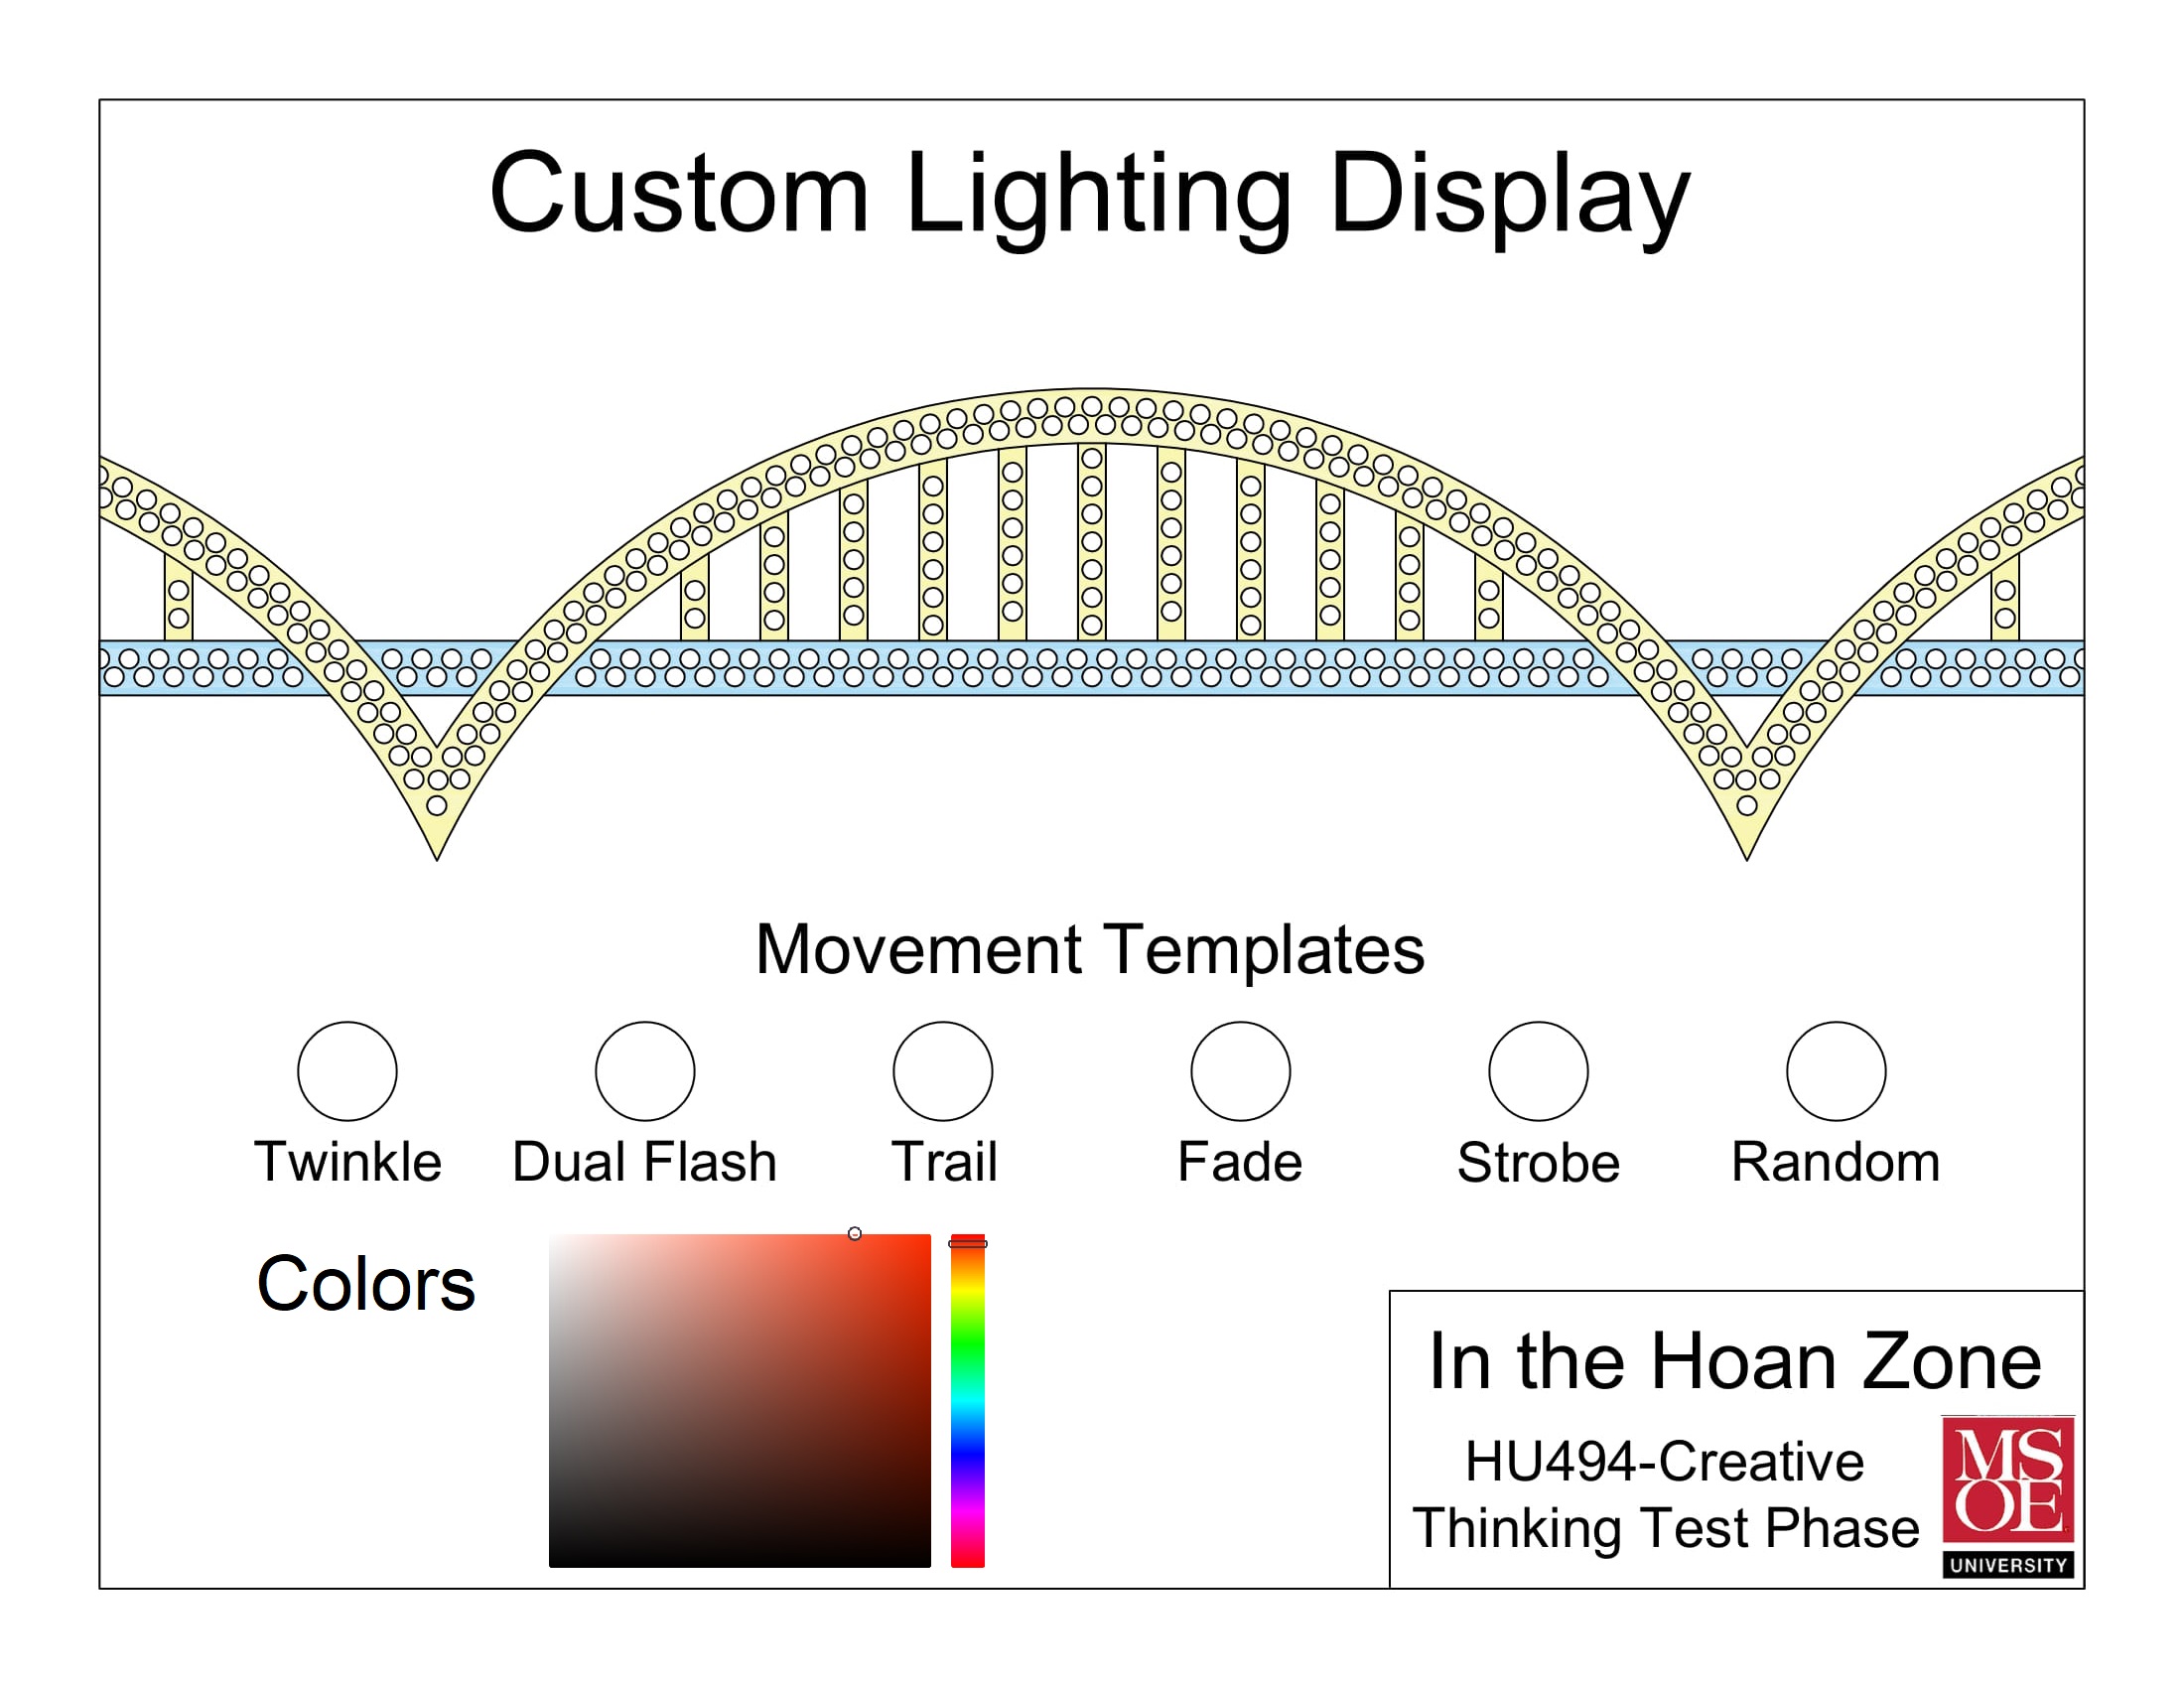 Custom Lighting Display
Movement Templates
Twinkle
Dual Flash
Trail
Fade
Strobe
Random
Colors
In the Hoan Zone
HU494-Creative
Thinking Test Phase
MS
OE
UNIVERSITY